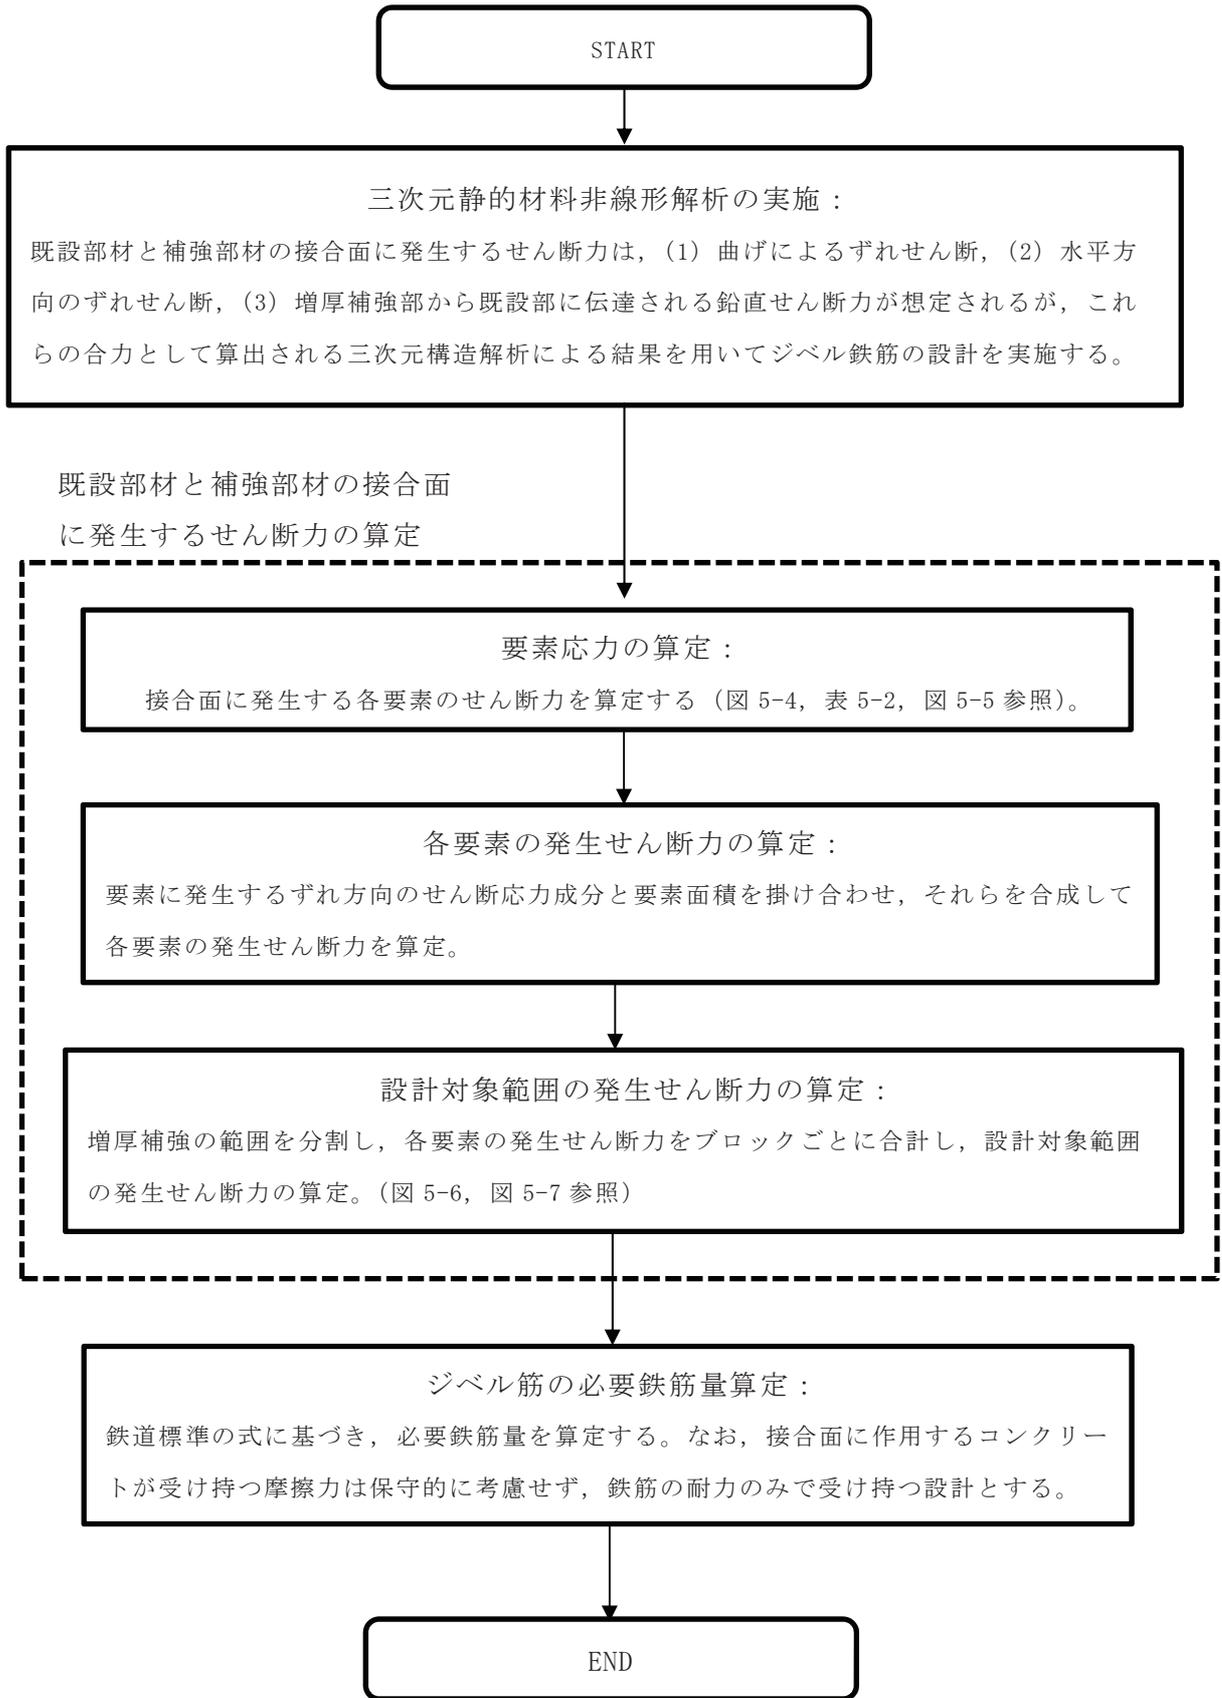 START
三次元静的材料非線形解析の実施：
既設部材と補強部材の接合面に発生するせん断力は，(1) 曲げによるずれせん断，(2) 水平方
向のずれせん断，(3) 増厚補強部から既設部に伝達される鉛直せん断力が想定されるが，これ
らの合力として算出される三次元構造解析による結果を用いてジベル鉄筋の設計を実施する。
既設部材と補強部材の接合面
に発生するせん断力の算定
要素応力の算定：
接合面に発生する各要素のせん断力を算定する（図 5-4，表 5-2，図 5-5 参照）。
各要素の発生せん断力の算定：
要素に発生するずれ方向のせん断応力成分と要素面積を掛け合わせ，それらを合成して
各要素の発生せん断力を算定。
設計対象範囲の発生せん断力の算定：
増厚補強の範囲を分割し，各要素の発生せん断力をブロックごとに合計し，設計対象範囲
の発生せん断力の算定。（図 5-6，図 5-7 参照）
ジベル筋の必要鉄筋量算定：
鉄道標準の式に基づき，必要鉄筋量を算定する。なお，接合面に作用するコンクリー
トが受け持つ摩擦力は保守的に考慮せず，鉄筋の耐力のみで受け持つ設計とする。
END